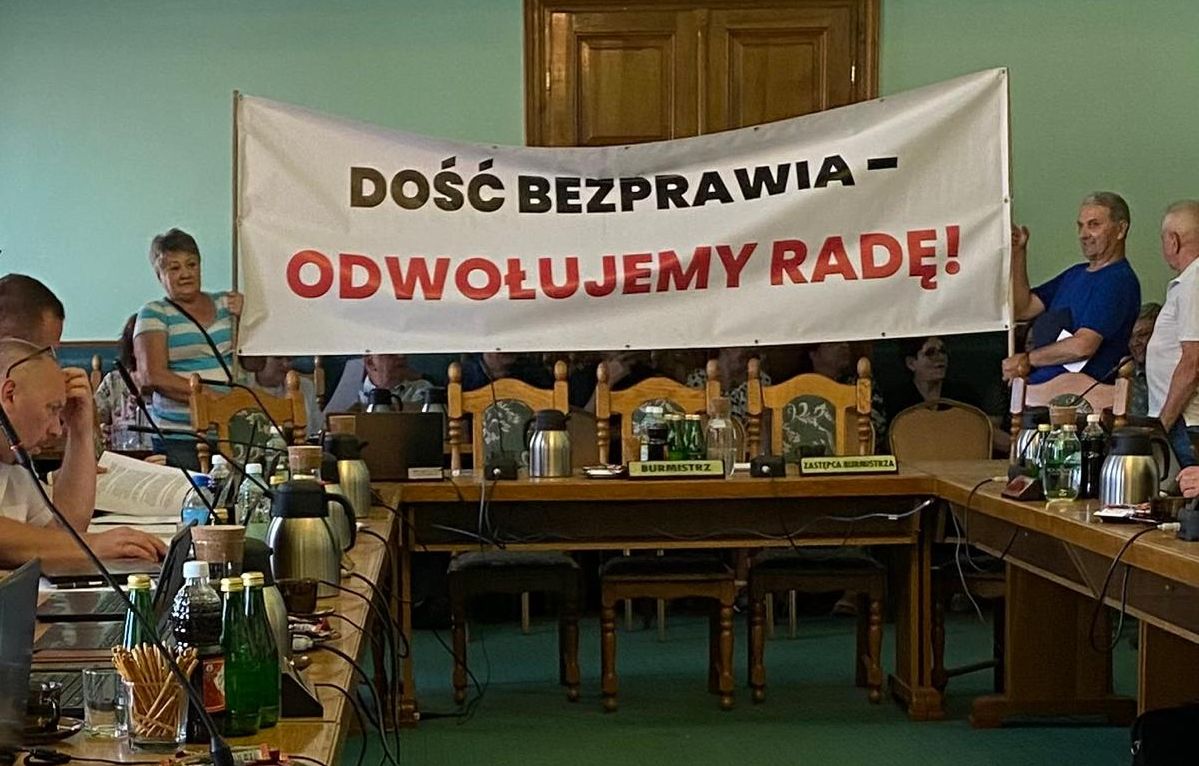 DOŚĆ BEZPRAWIA –
ODWOŁUJEMY RADĘ!
BURMISTRZ
ZASTĘPCA BURMISTRZA